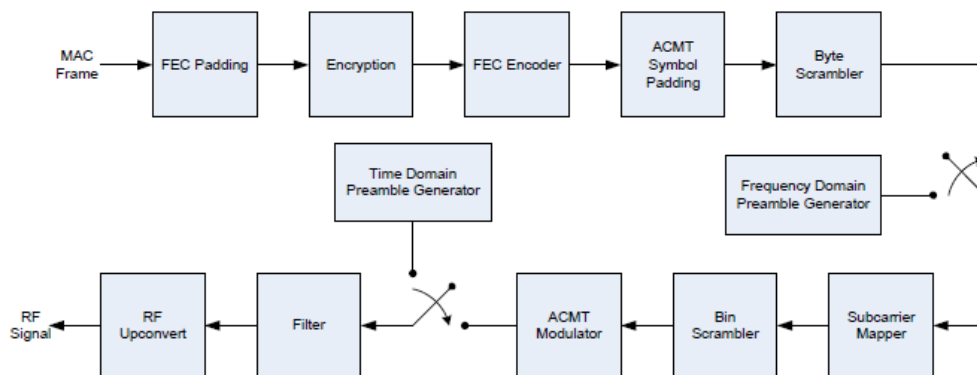 MAC
Frame
FEC Padding
Encryption
FEC Encoder
ACMT
Symbol
Padding
Byte
Scrambler
Time Domain
Preamble Generator
Frequency Domain
Preamble Generator
RF
Signal
RF
Upconvert
Filter
ACMT
Modulator
Bin
Scrambler
Subcarrier
Mapper